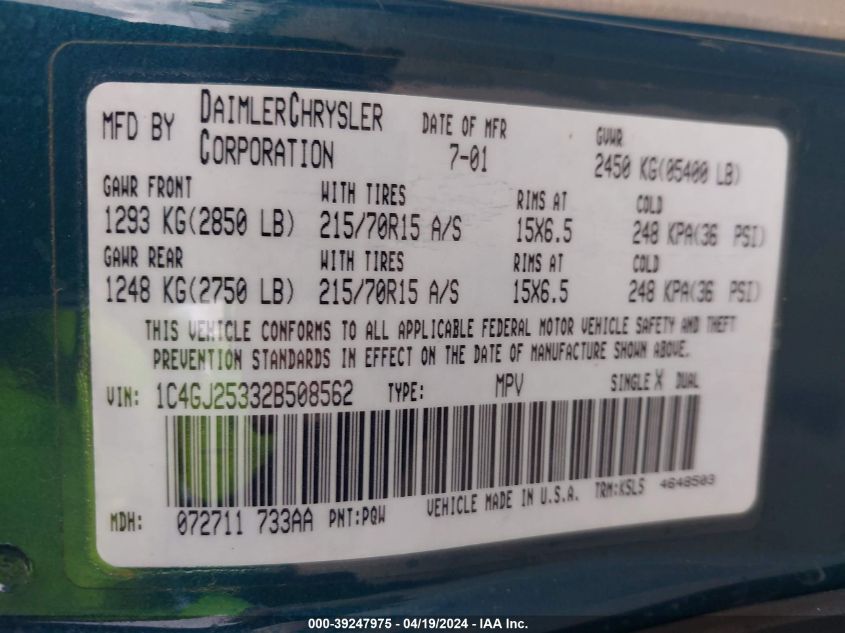 MFD BY DAIMLERCHRYSLER CORPORATION DATE OF MFR 7-01 GVWR 2450 KG(05400 LB)
GAWR FRONT WITH TIRES RIMS AT COLD
1293 KG(2850 LB) 215/70R15 A/S 15X6.5 248 KPA(36 PSI)
GAWR REAR WITH TIRES RIMS AT COLD
1248 KG(2750 LB) 215/70R15 A/S 15X6.5 248 KPA(36 PSI)
THIS VEHICLE CONFORMS TO ALL APPLICABLE FEDERAL MOTOR VEHICLE SAFETY AND THEFT
PREVENTION STANDARDS IN EFFECT ON THE DATE OF MANUFACTURE SHOWN ABOVE.
VIN: 1C4GJ25332B508562 TYPE: MPV SINGLE X DUAL
MDH: 072711 733AA PNT:PQW VEHICLE MADE IN U.S.A. TRM:KSLS 4648503
000-39247975 - 04/19/2024 - IAA Inc.